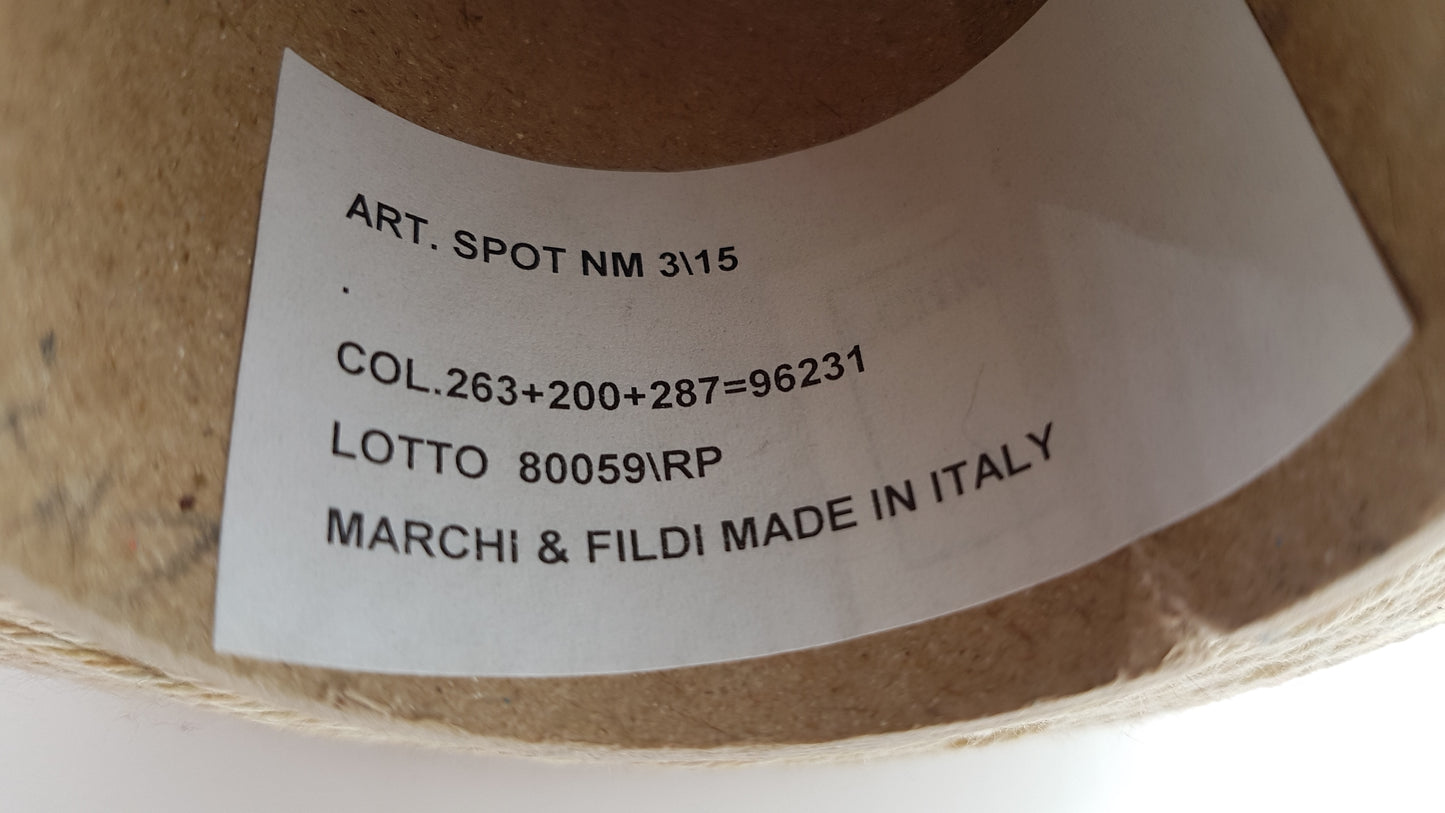 ART. SPOT NM 3\15
.
COL.263+200+287=96231
LOTTO 80059\RP
MARCHI & FILDI MADE IN ITALY